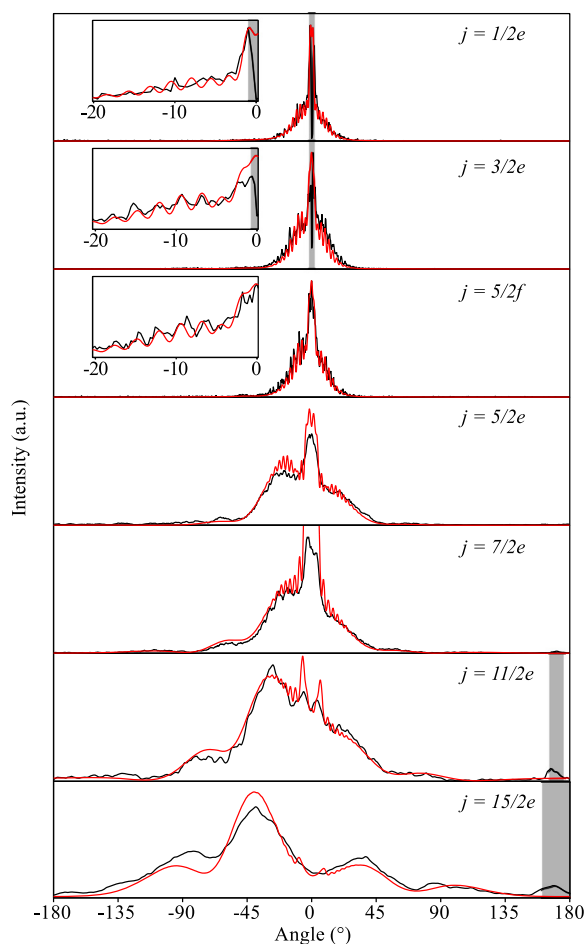 j = 1/2e
-20 -10 0
j = 3/2e
-20 -10 0
j = 5/2f
-20 -10 0
j = 5/2e
j = 7/2e
j = 11/2e
j = 15/2e
Intensity (a.u.)
-180 -135 -90 -45 0 45 90 135 180
Angle (°)